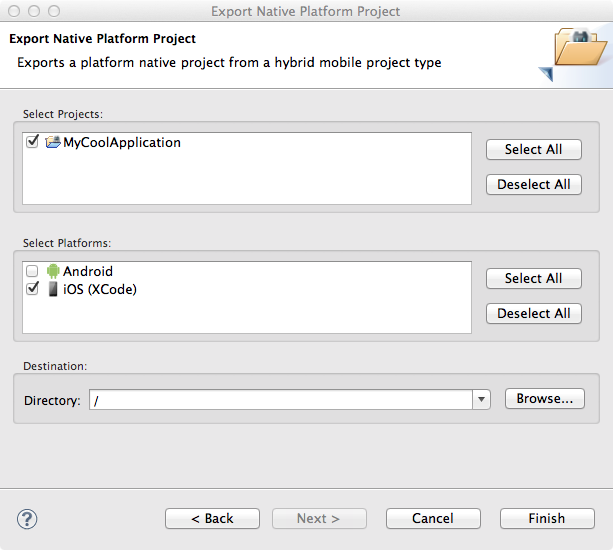 Export Native Platform Project
Export Native Platform Project
Exports a platform native project from a hybrid mobile project type
Select Projects:
MyCoolApplication
Select All
Deselect All
Select Platforms:
Android
iOS (XCode)
Select All
Deselect All
Destination:
Directory: / Browse...
? < Back Next > Cancel Finish